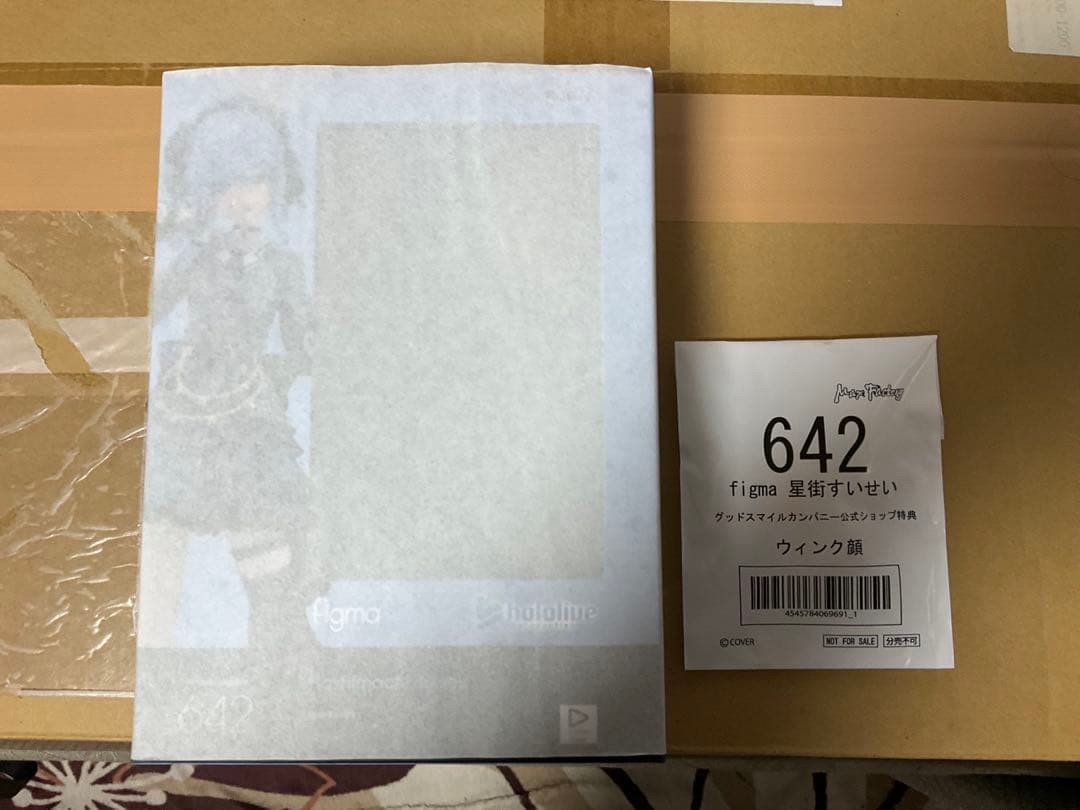 figma
hololive
642
Max Factory
642
figma 星街すいせい
グッドスマイルカンパニー公式ショップ特典
ウィンク顔
4545784069691_1
©COVER
NOT FOR SALE
分売不可